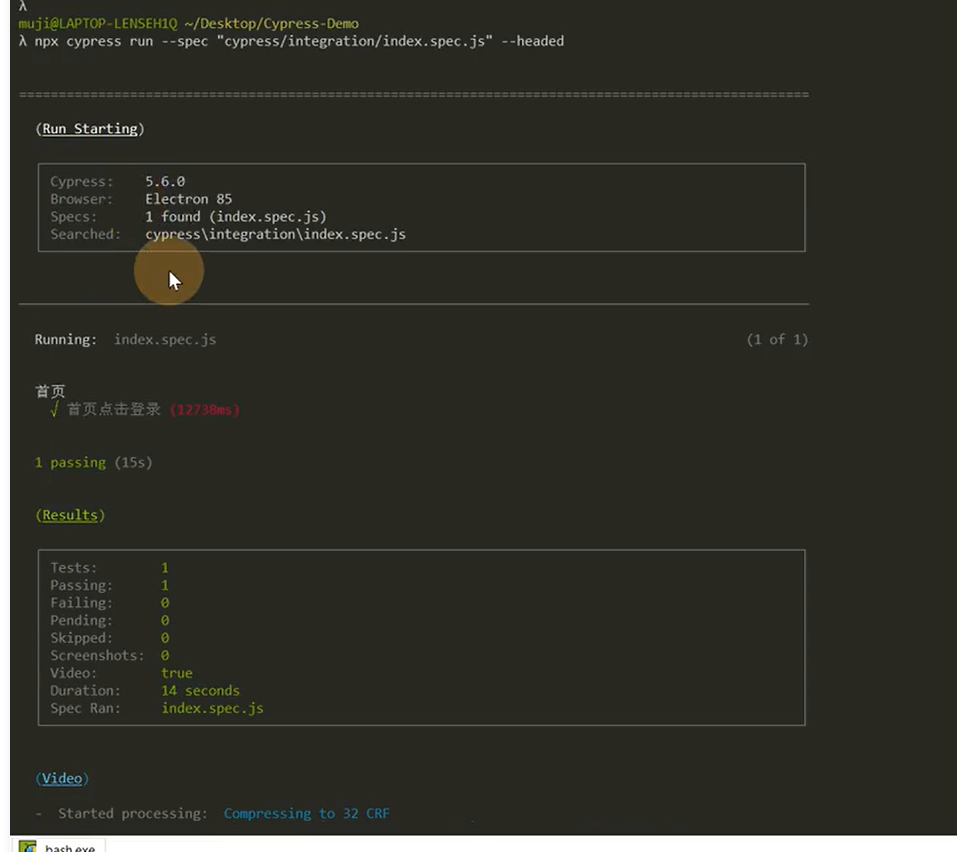 λ
muji@LAPTOP-LENSEH1Q ~/Desktop/Cypress-Demo
λ npx cypress run --spec "cypress/integration/index.spec.js" --headed
====================================================================================================
(Run Starting)
Cypress: 5.6.0
Browser: Electron 85
Specs: 1 found (index.spec.js)
Searched: cypress\integration\index.spec.js
Running: index.spec.js (1 of 1)
首页
√ 首页点击登录 (12738ms)
1 passing (15s)
(Results)
Tests: 1
Passing: 1
Failing: 0
Pending: 0
Skipped: 0
Screenshots: 0
Video: true
Duration: 14 seconds
Spec Ran: index.spec.js
(Video)
- Started processing: Compressing to 32 CRF
bash.exe